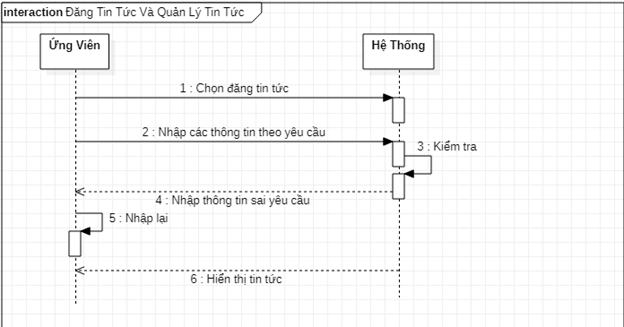 interaction Đăng Tin Tức Và Quản Lý Tin Tức
Ứng Viên
Hệ Thống
1 : Chọn đăng tin tức
2 : Nhập các thông tin theo yêu cầu
3 : Kiểm tra
4 : Nhập thông tin sai yêu cầu
5 : Nhập lại
6 : Hiển thị tin tức